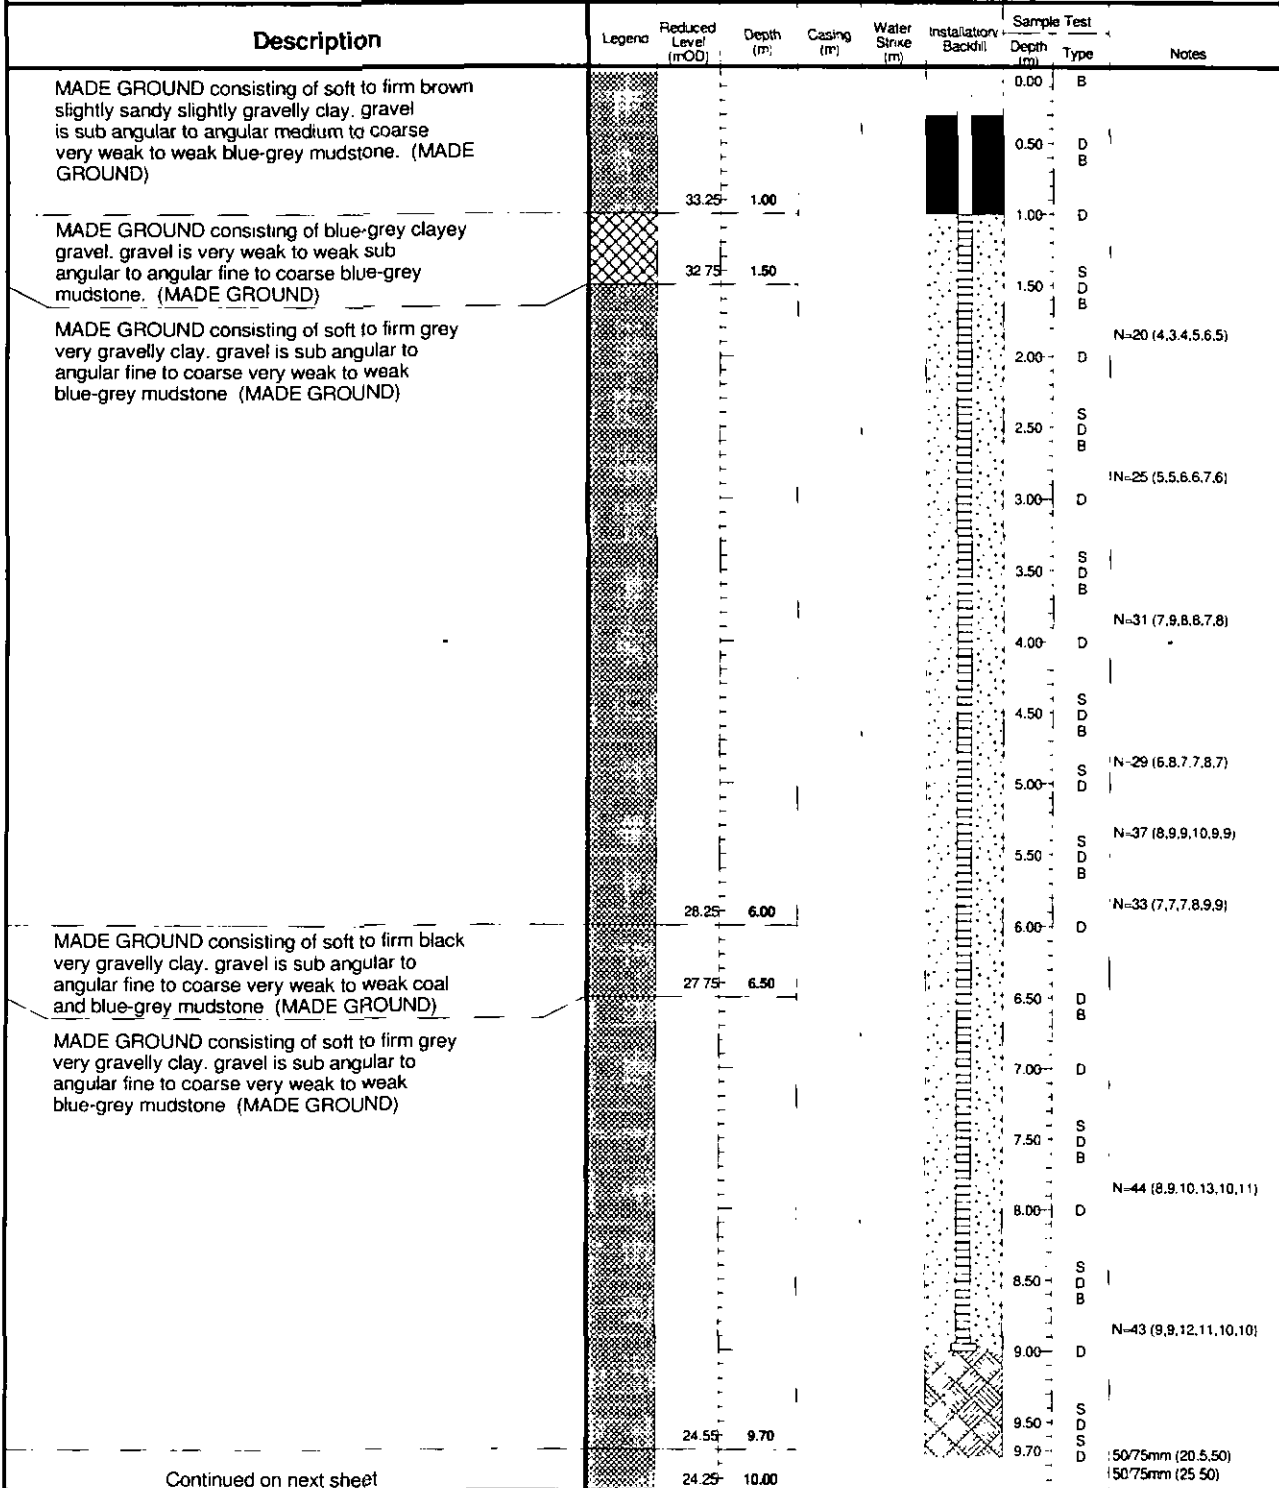 Description
Legend
Reduced Level (mOD)
Depth (m)
Casing (m)
Water Strike (m)
Installation/ Backfill
Sample Test
Depth (m)
Type
Notes
MADE GROUND consisting of soft to firm brown
slightly sandy slightly gravelly clay. gravel
is sub angular to angular medium to coarse
very weak to weak blue-grey mudstone. (MADE
GROUND)
0.00 B
0.50 D
B
33.25 1.00
1.00 D
MADE GROUND consisting of blue-grey clayey
gravel. gravel is very weak to weak sub
angular to angular fine to coarse blue-grey
mudstone. (MADE GROUND)
32 75 1.50
S
1.50 D
B
MADE GROUND consisting of soft to firm grey
very gravelly clay. gravel is sub angular to
angular fine to coarse very weak to weak
blue-grey mudstone (MADE GROUND)
N=20 (4,3.4,5.6.5)
2.00 D
S
2.50 D
B
N=25 (5.5.6.6.7.6)
3.00 D
S
3.50 D
B
N=31 (7,9,8,8,7,8)
4.00 D
S
4.50 D
B
N=29 (6.8.7.7.8.7)
S
5.00 D
N=37 (8,9,9,10,9,9)
S
5.50 D
B
N=33 (7,7,7.8.9,9)
28.25 6.00
6.00 D
MADE GROUND consisting of soft to firm black
very gravelly clay. gravel is sub angular to
angular fine to coarse very weak to weak coal
and blue-grey mudstone (MADE GROUND)
27 75 6.50
6.50 D
B
MADE GROUND consisting of soft to firm grey
very gravelly clay. gravel is sub angular to
angular fine to coarse very weak to weak
blue-grey mudstone (MADE GROUND)
7.00 D
S
7.50 D
B
N=44 (8.9.10.13,10,11)
8.00 D
S
8.50 D
B
N=43 (9,9,12,11,10,10)
9.00 D
S
9.50 D
24.55 9.70
S
9.70 D
50/75mm (20.5,50)
Continued on next sheet
24.25 10.00
50/75mm (25 50)